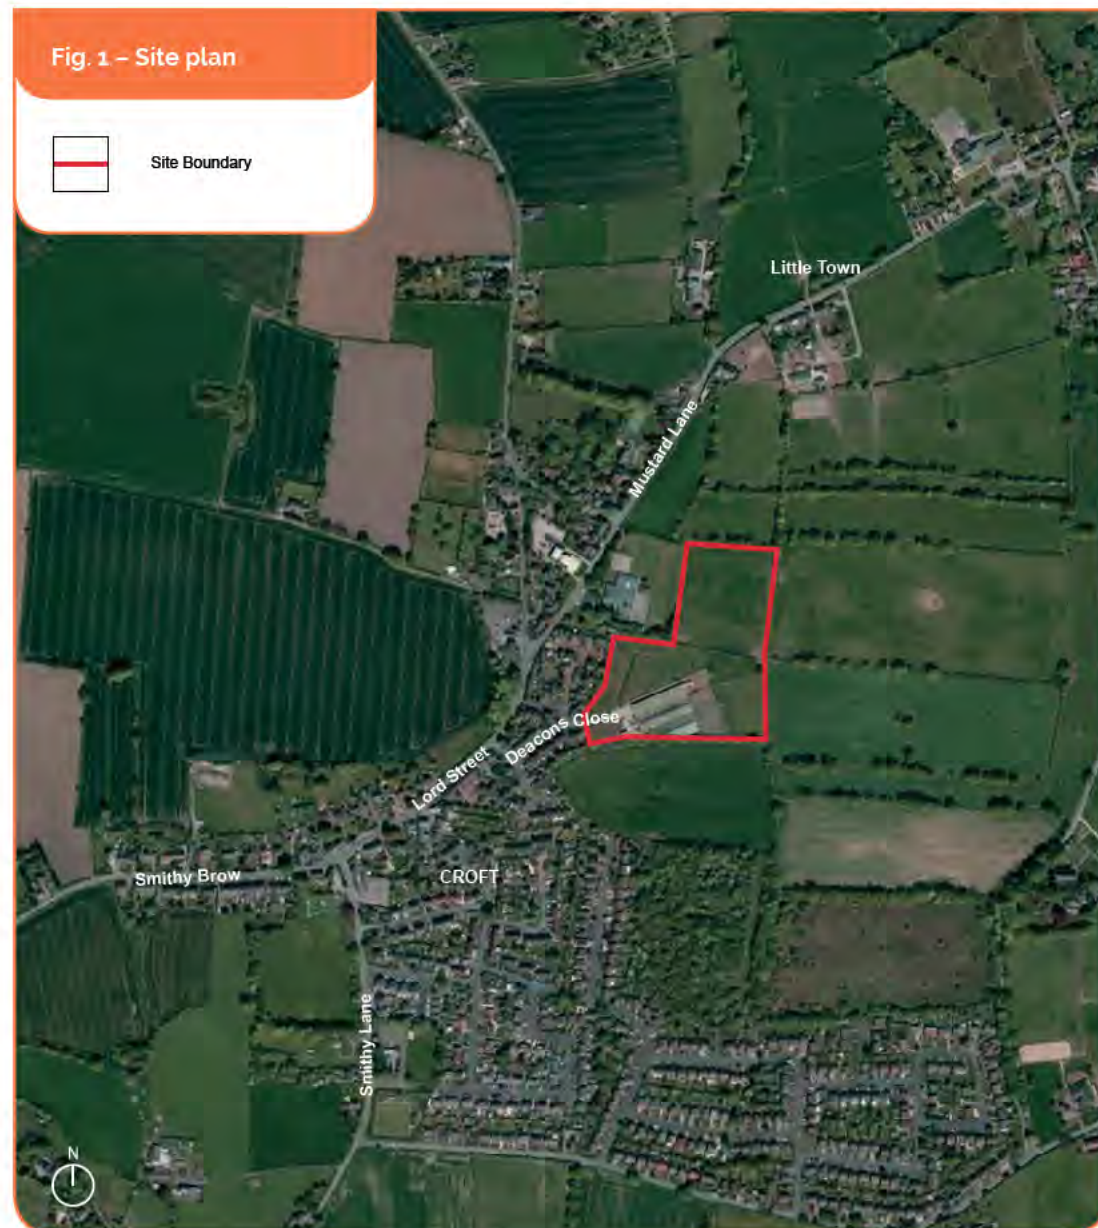 Fig. 1 – Site plan
Site Boundary
Little Town
Mustard Lane
Deacons Close
Lord Street
Smithy Brow
CROFT
Smithy Lane
N